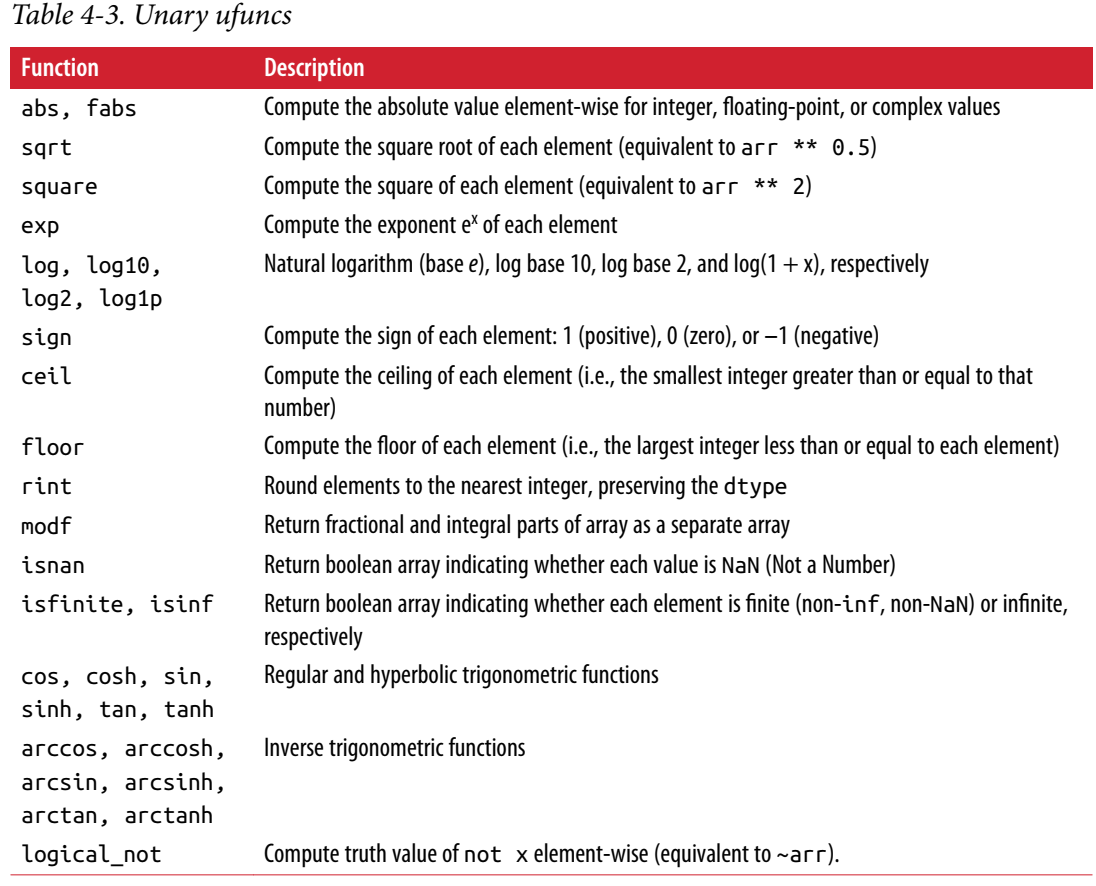 Table 4-3. Unary ufuncs
Function Description
abs, fabs Compute the absolute value element-wise for integer, floating-point, or complex values
sqrt Compute the square root of each element (equivalent to arr ** 0.5)
square Compute the square of each element (equivalent to arr ** 2)
exp Compute the exponent eˣ of each element
log, log10, Natural logarithm (base e), log base 10, log base 2, and log(1 + x), respectively
log2, log1p
sign Compute the sign of each element: 1 (positive), 0 (zero), or –1 (negative)
ceil Compute the ceiling of each element (i.e., the smallest integer greater than or equal to that
number)
floor Compute the floor of each element (i.e., the largest integer less than or equal to each element)
rint Round elements to the nearest integer, preserving the dtype
modf Return fractional and integral parts of array as a separate array
isnan Return boolean array indicating whether each value is NaN (Not a Number)
isfinite, isinf Return boolean array indicating whether each element is finite (non-inf, non-NaN) or infinite,
respectively
cos, cosh, sin, Regular and hyperbolic trigonometric functions
sinh, tan, tanh
arccos, arccosh, Inverse trigonometric functions
arcsin, arcsinh,
arctan, arctanh
logical_not Compute truth value of not x element-wise (equivalent to ~arr).